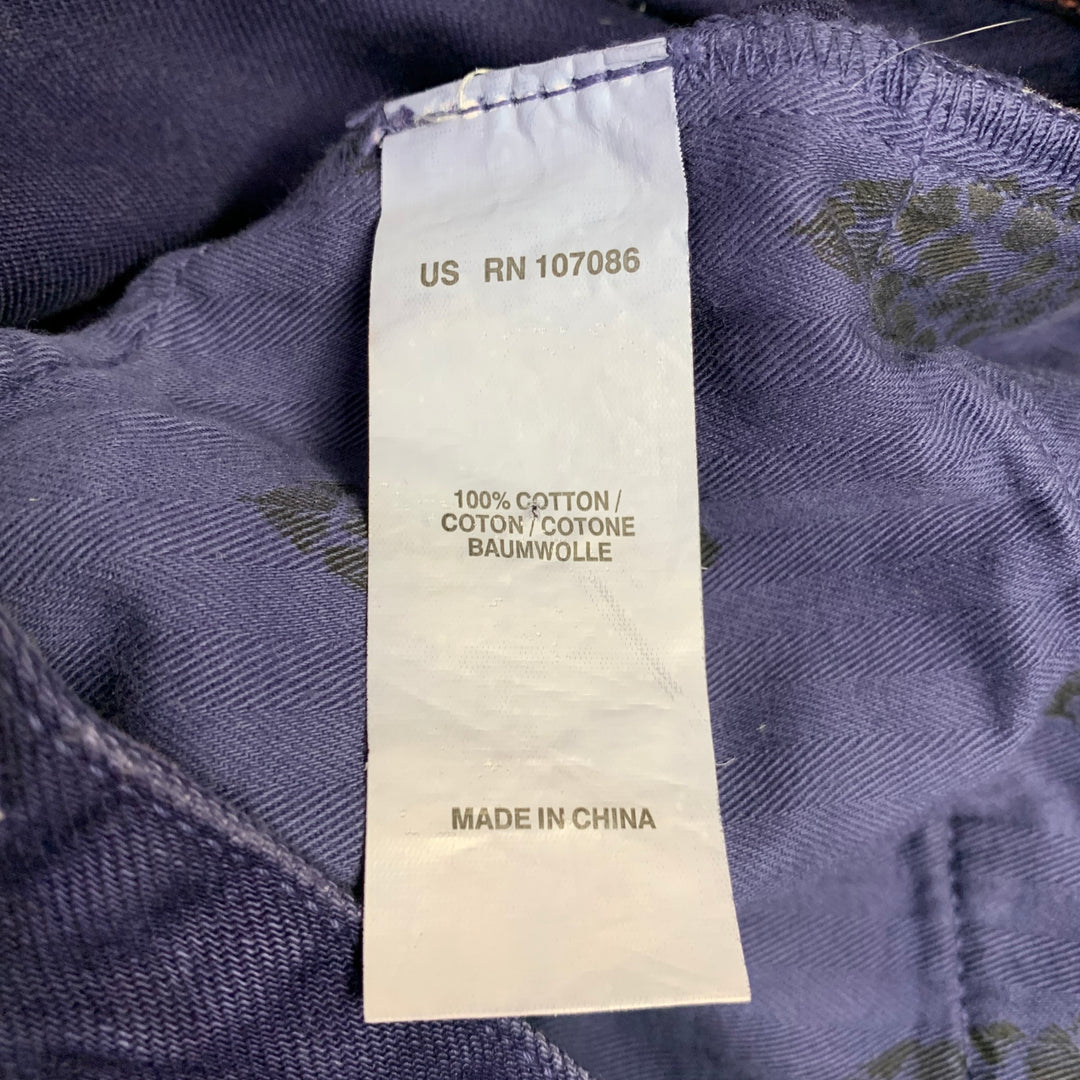 US RN 107086
100% COTTON /
COTON / COTONE
BAUMWOLLE
MADE IN CHINA